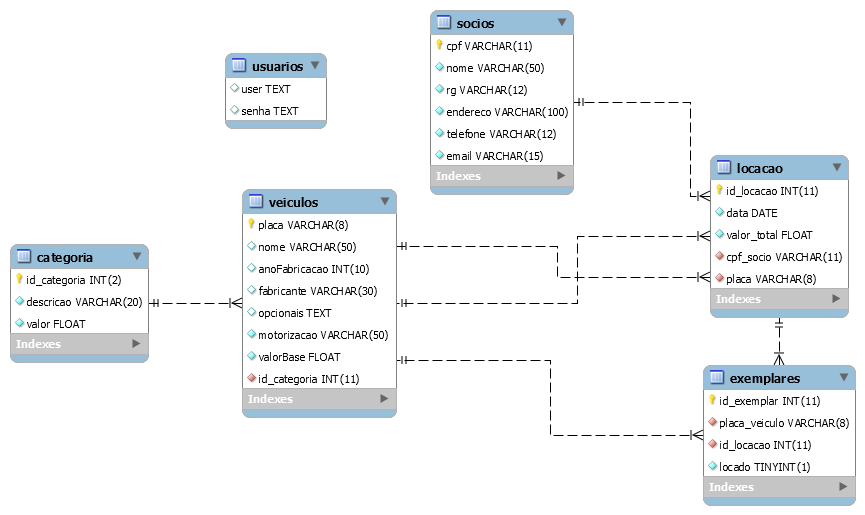 usuarios
user TEXT
senha TEXT
socios
cpf VARCHAR(11)
nome VARCHAR(50)
rg VARCHAR(12)
endereco VARCHAR(100)
telefone VARCHAR(12)
email VARCHAR(15)
Indexes
categoria
id_categoria INT(2)
descricao VARCHAR(20)
valor FLOAT
Indexes
veiculos
placa VARCHAR(8)
nome VARCHAR(50)
anoFabricacao INT(10)
fabricante VARCHAR(30)
opcionais TEXT
motorizacao VARCHAR(50)
valorBase FLOAT
id_categoria INT(11)
Indexes
locacao
id_locacao INT(11)
data DATE
valor_total FLOAT
cpf_socio VARCHAR(11)
placa VARCHAR(8)
Indexes
exemplares
id_exemplar INT(11)
placa_veiculo VARCHAR(8)
id_locacao INT(11)
locado TINYINT(1)
Indexes